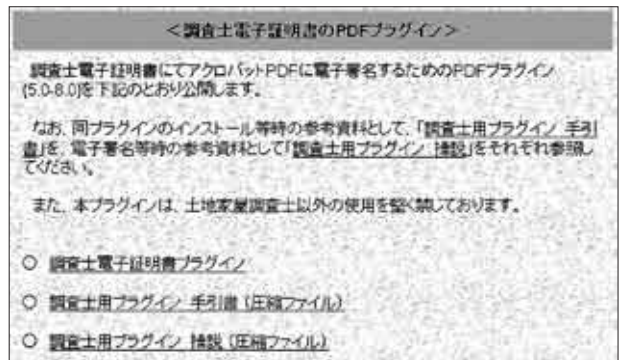 ＜調査士電子証明書のPDFプラグイン＞
調査士電子証明書にてアクロバットPDFに電子署名するためのPDFプラグイン
(5.0-8.0)を下記のとおり公開します。
なお、同プラグインのインストール等時の参考資料として、「調査士用プラグイン 手引
書」を、電子署名等時の参考資料として「調査士用プラグイン 補説」をそれぞれ参照し
てください。
また、本プラグインは、土地家屋調査士以外の使用を堅く禁じております。
○ 調査士電子証明書プラグイン
○ 調査士用プラグイン 手引書（圧縮ファイル）
○ 調査士用プラグイン 補説（圧縮ファイル）